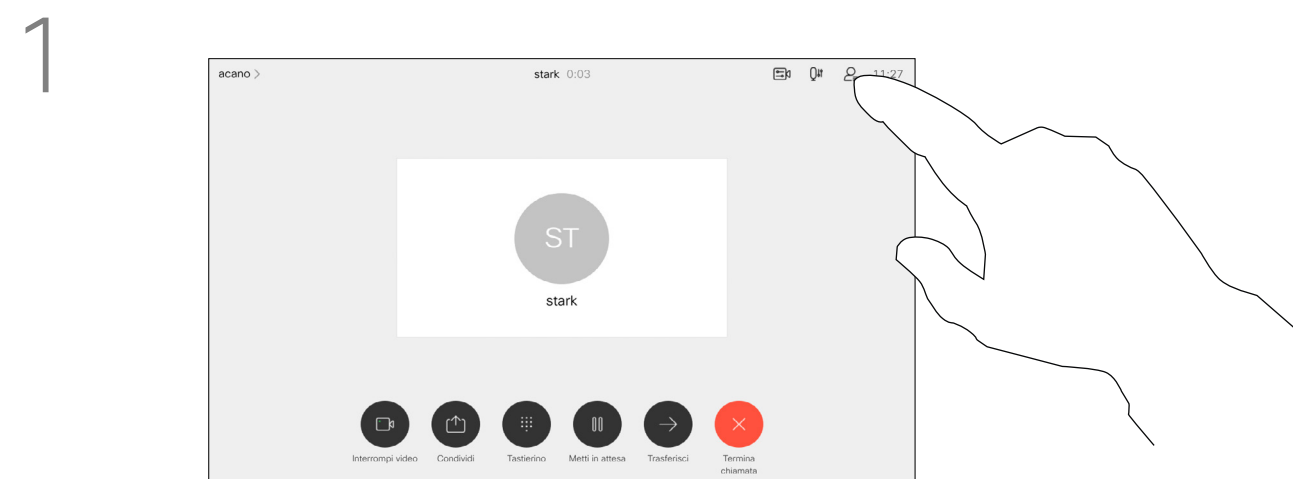 1
acano >
stark 0:03
11:27
ST
stark
Interrompi video
Condividi
Tastierino
Metti in attesa
Trasferisci
Termina
chiamata